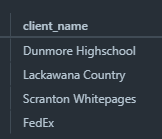 client_name
Dunmore Highschool
Lackawana Country
Scranton Whitepages
FedEx